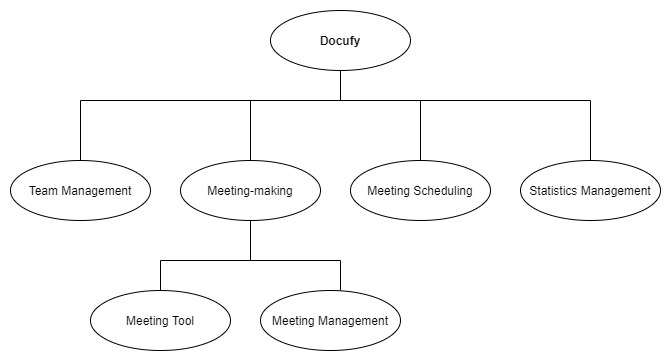 Docufy
Team Management
Meeting-making
Meeting Scheduling
Statistics Management
Meeting Tool
Meeting Management